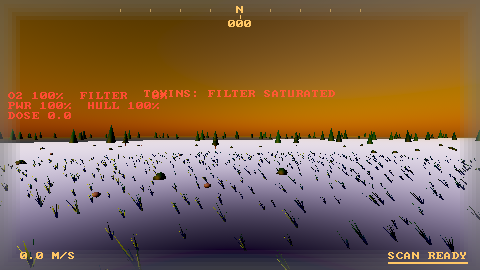 N
000
TOXINS: FILTER SATURATED
O2 100% FILTER
PWR 100% HULL 100%
DOSE 0.0
0.0 M/S
SCAN READY